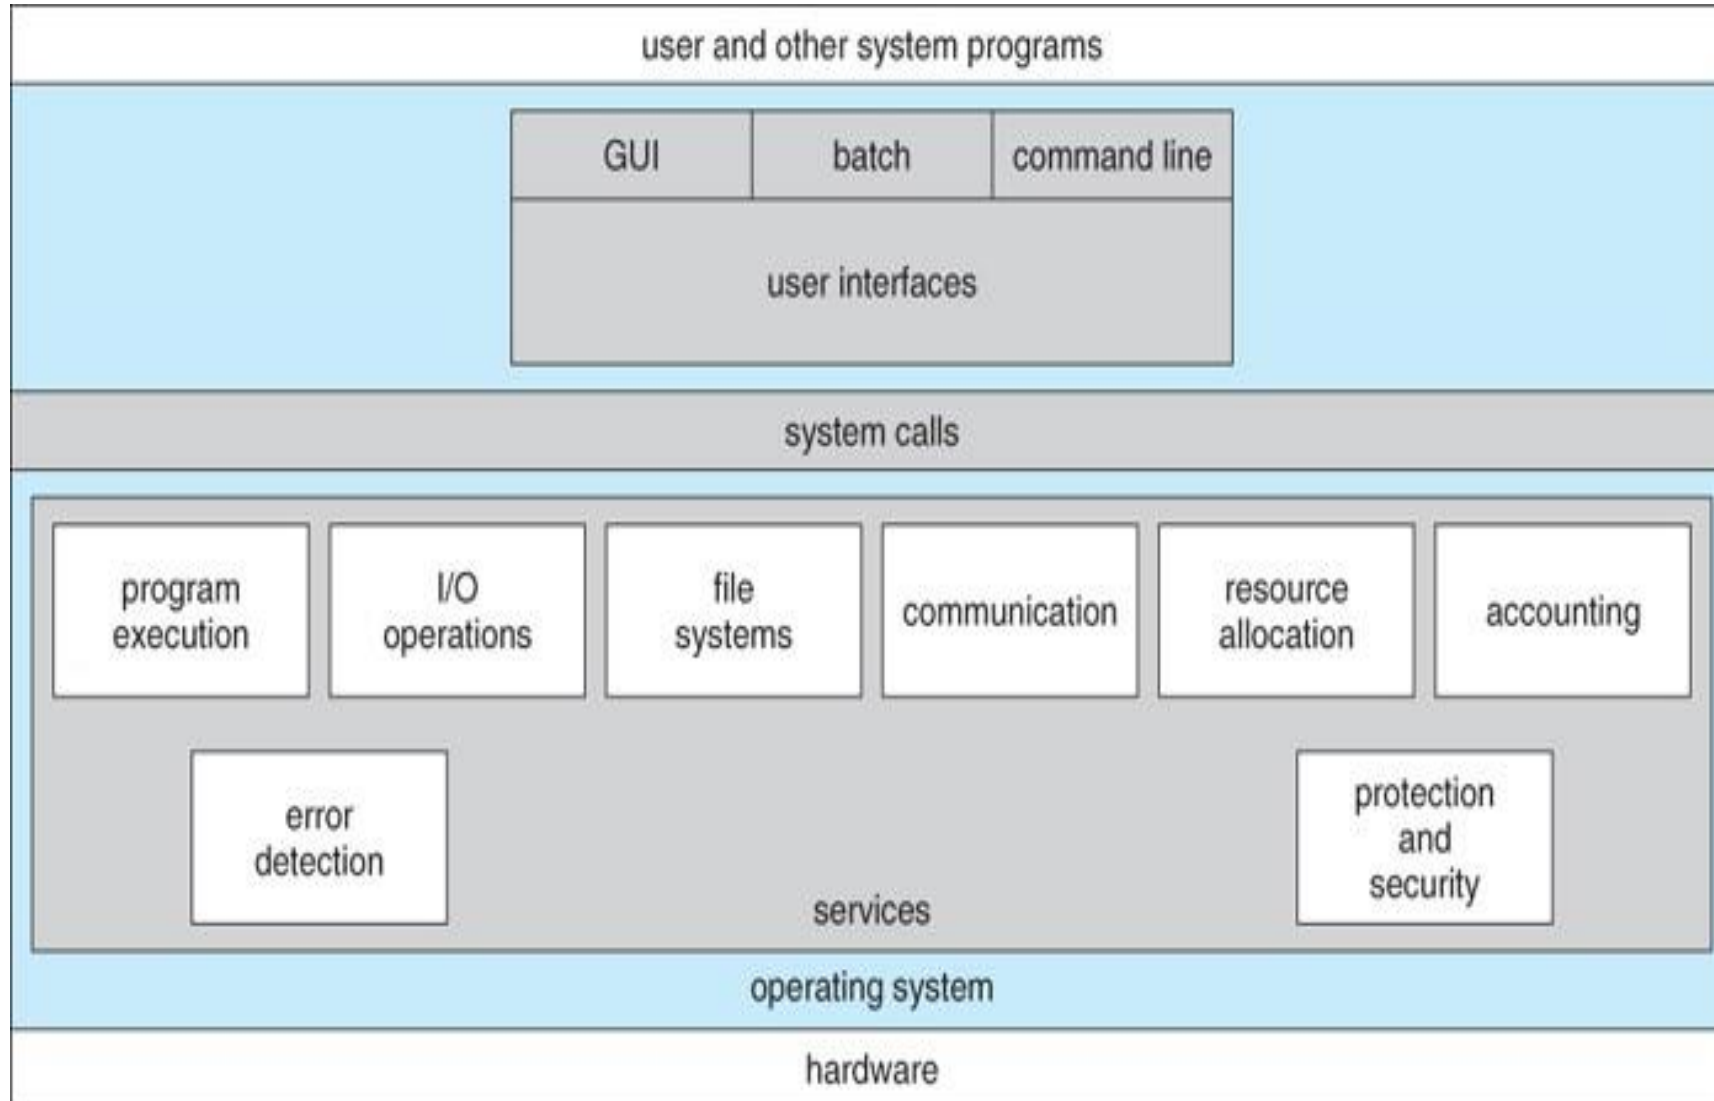 user and other system programs
GUI
batch
command line
user interfaces
system calls
program
execution
I/O
operations
file
systems
communication
resource
allocation
accounting
error
detection
protection
and
security
services
operating system
hardware